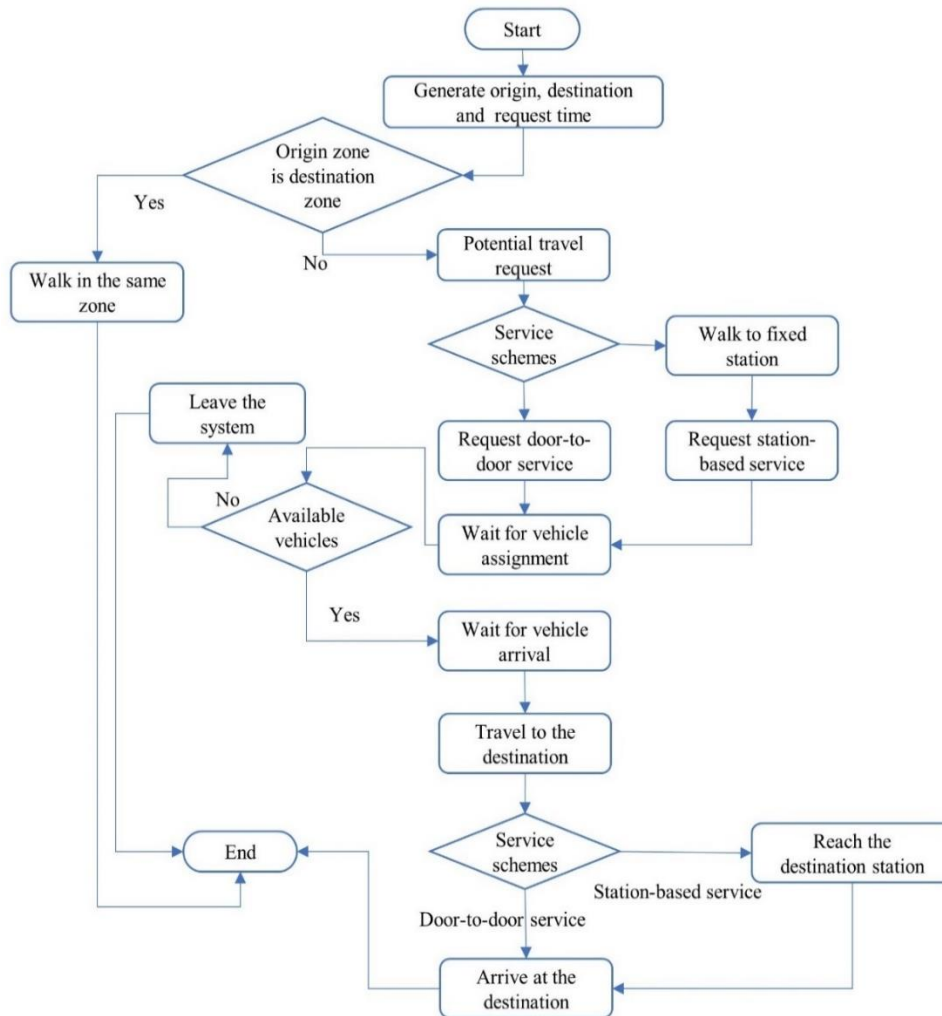 Start
Generate origin, destination
and request time
Origin zone
is destination
zone
Yes
No
Potential travel
request
Walk in the same
zone
Service
schemes
Walk to fixed
station
Leave the
system
Request door-to-
door service
Request station-
based service
No
Available
vehicles
Wait for vehicle
assignment
Yes
Wait for vehicle
arrival
Travel to the
destination
End
Service
schemes
Reach the
destination station
Station-based service
Door-to-door service
Arrive at the
destination